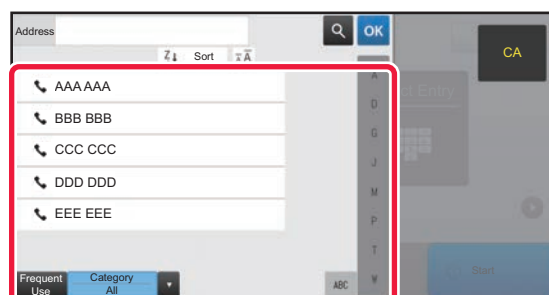 Address
OK
CA
Z Sort A A
AAA AAA
BBB BBB
CCC CCC
DDD DDD
EEE EEE
A
D
G
J
M
P
T
W
Entry
Start
Frequent Use
Category All
ABC